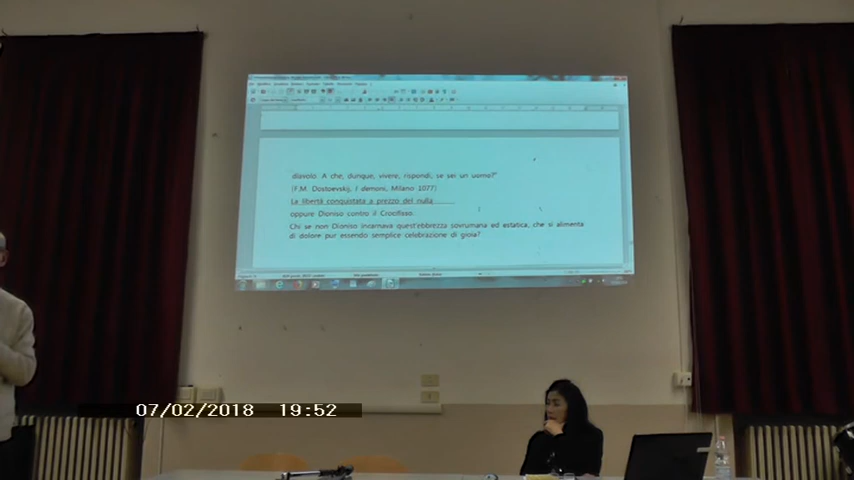 diavolo. A che, dunque, vivere, rispondi, se sei un uomo?"
(F.M. Dostoevskij, I demoni, Milano 1977)
La libertà conquistata a prezzo del nulla
oppure Dioniso contro il Crocifisso.
Chi se non Dioniso incarnava quest'ebbrezza sovrumana ed estatica, che si alimenta
di dolore pur essendo semplice celebrazione di gioia?
07/02/2018 19:52